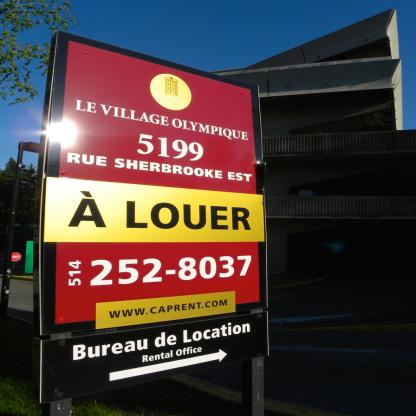 LE VILLAGE OLYMPIQUE
5199
RUE SHERBROOKE EST
À LOUER
514 252-8037
WWW.CAPRENT.COM
Bureau de Location
Rental Office